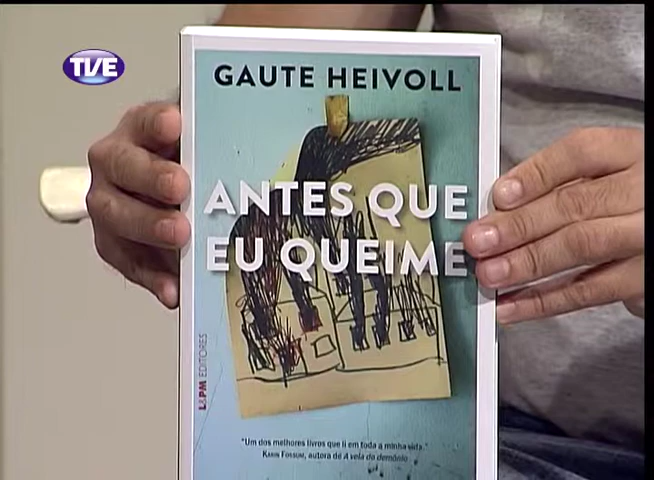 TVE
GAUTE HEIVOLL
ANTES QUE
EU QUEIME
L&PM EDITORES
"Um dos melhores livros que li em toda a minha vida."
Karin Fossum, autora de A vela do demônio